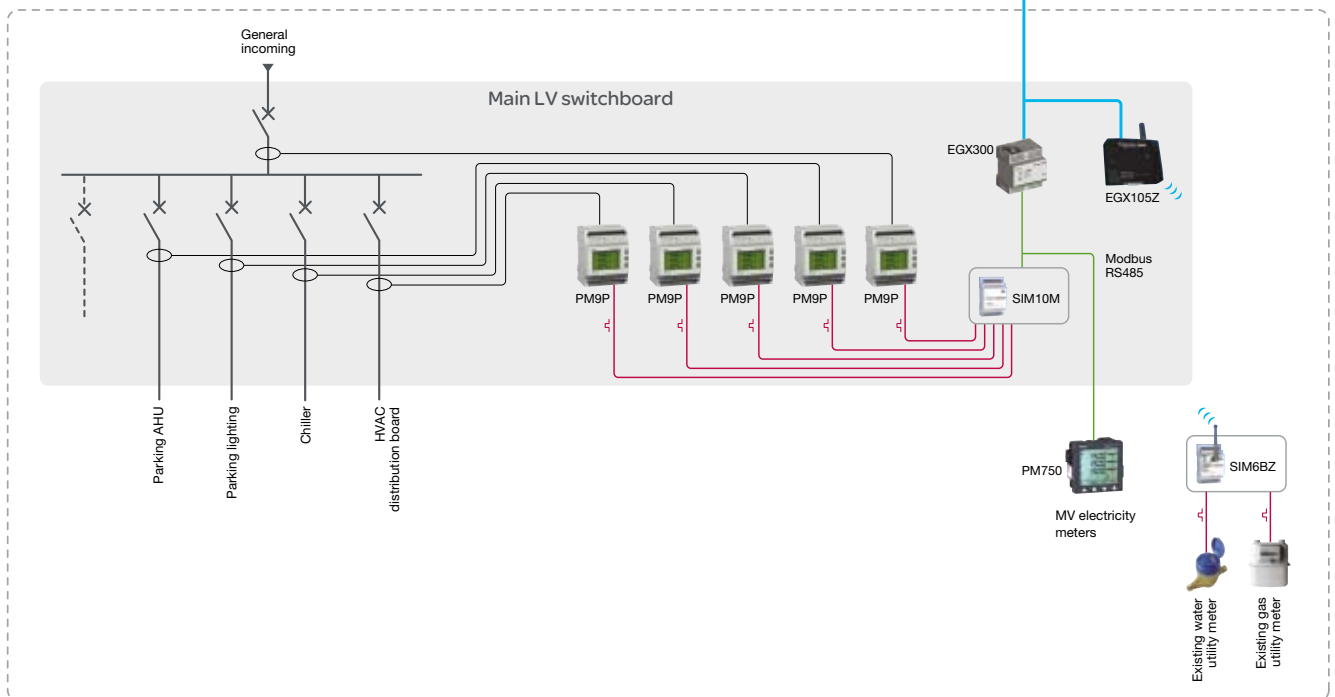 General
incoming
Main LV switchboard
EGX300
EGX105Z
PM9P
PM9P
PM9P
PM9P
PM9P
SIM10M
Modbus
RS485
Parking AHU
Parking lighting
Chiller
HVAC
distribution board
PM750
MV electricity
meters
SIM6BZ
Existing water
utility meter
Existing gas
utility meter